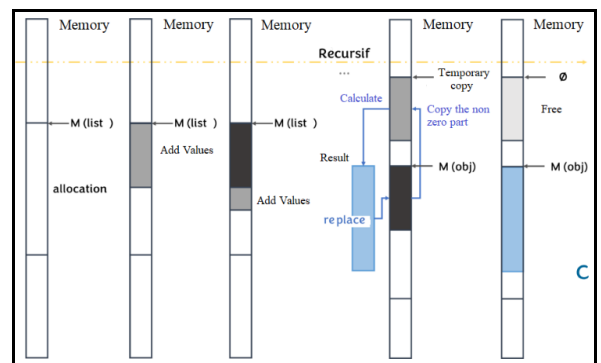 Memory
Memory
Memory
Memory
Memory
Recursif
...
Temporary
copy
Ø
Calculate
Copy the non
zero part
Free
M (list )
M (list )
M (list )
Add Values
Result
M (obj)
M (obj)
allocation
Add Values
replace
C